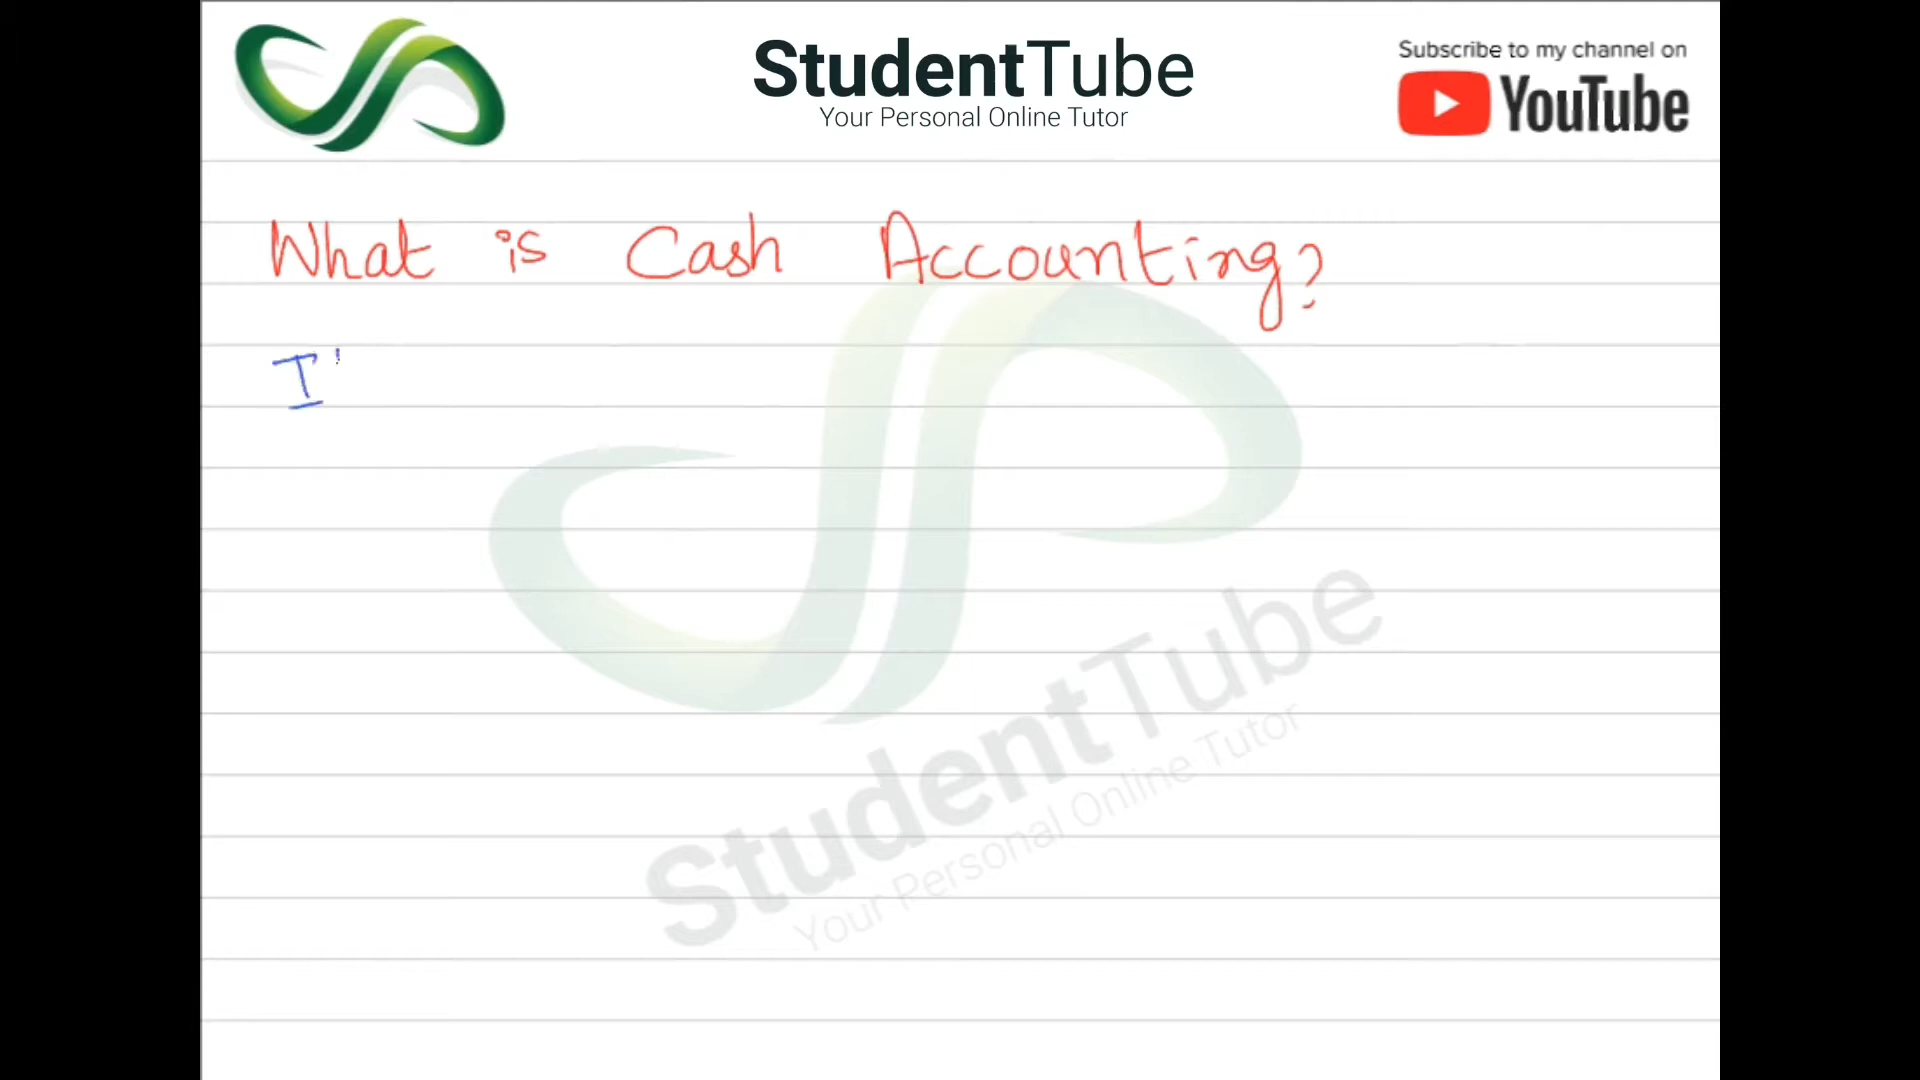 StudentTube
Your Personal Online Tutor
Subscribe to my channel on
YouTube
What is Cash Accounting?
I'
StudentTube
Your Personal Online Tutor